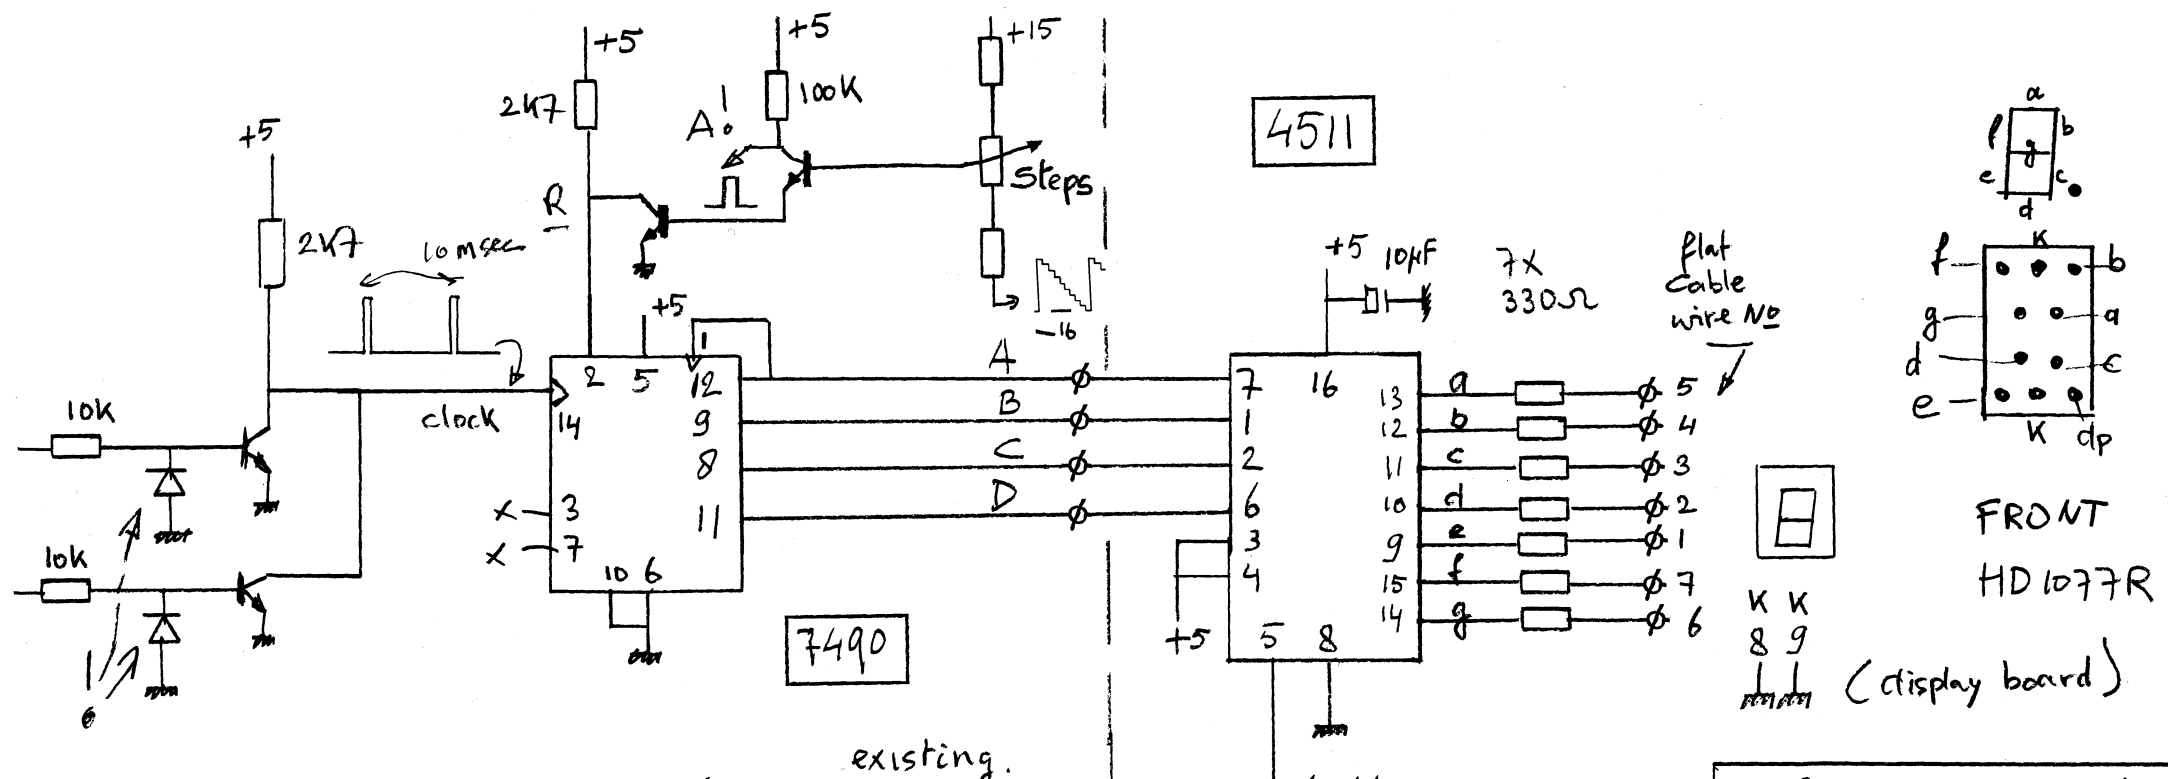 +5
2K7
10K
10K
!
10 msec
clock
+5
2K7
R
A!
+5
100K
+15
Steps
-16
+5
1
2 5 12
14 9
8
3 11
7
10 6
x
x
7490
A
B
C
D
existing.
4511
+5 10µF
7 16 13
1 12
2 11
6 10
3 9
4 15
14
5 8
+5
a
b
c
d
e
f
g
7X
330Ω
flat
cable
wire No
5
4
3
2
1
7
6
a
f b
g
e c
d
K
f b
g a
d c
e
K dp
K K
8 9
FRONT
HD1077R
(display board)